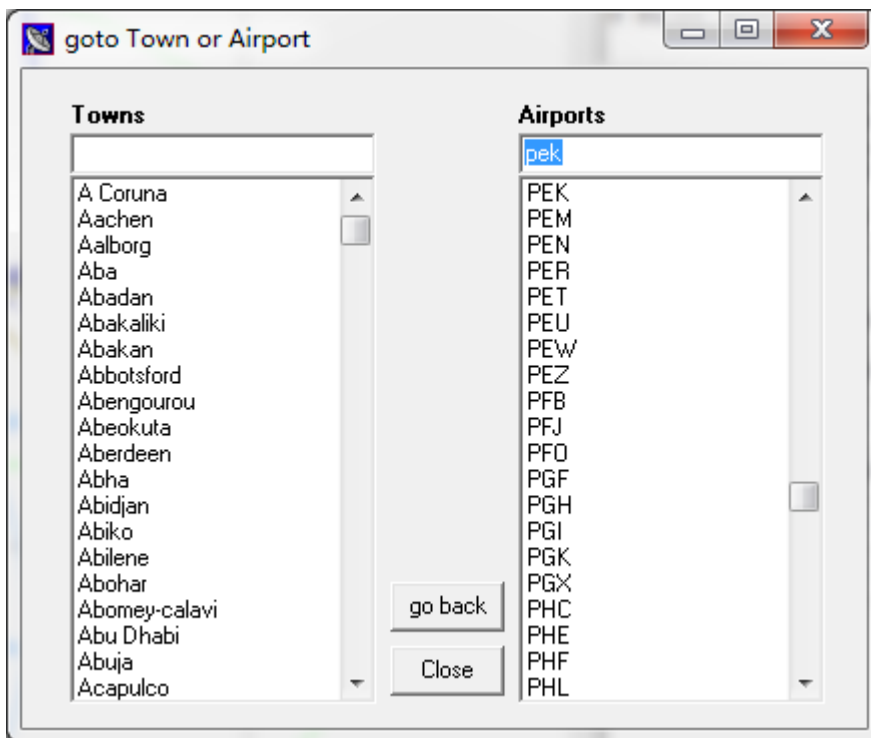 goto Town or Airport
Towns
A Coruna
Aachen
Aalborg
Aba
Abadan
Abakaliki
Abakan
Abbotsford
Abengourou
Abeokuta
Aberdeen
Abha
Abidjan
Abiko
Abilene
Abohar
Abomey-calavi
Abu Dhabi
Abuja
Acapulco
go back
Close
Airports
pek
PEK
PEM
PEN
PER
PET
PEU
PEW
PEZ
PFB
PFJ
PFO
PGF
PGH
PGI
PGK
PGX
PHC
PHE
PHF
PHL